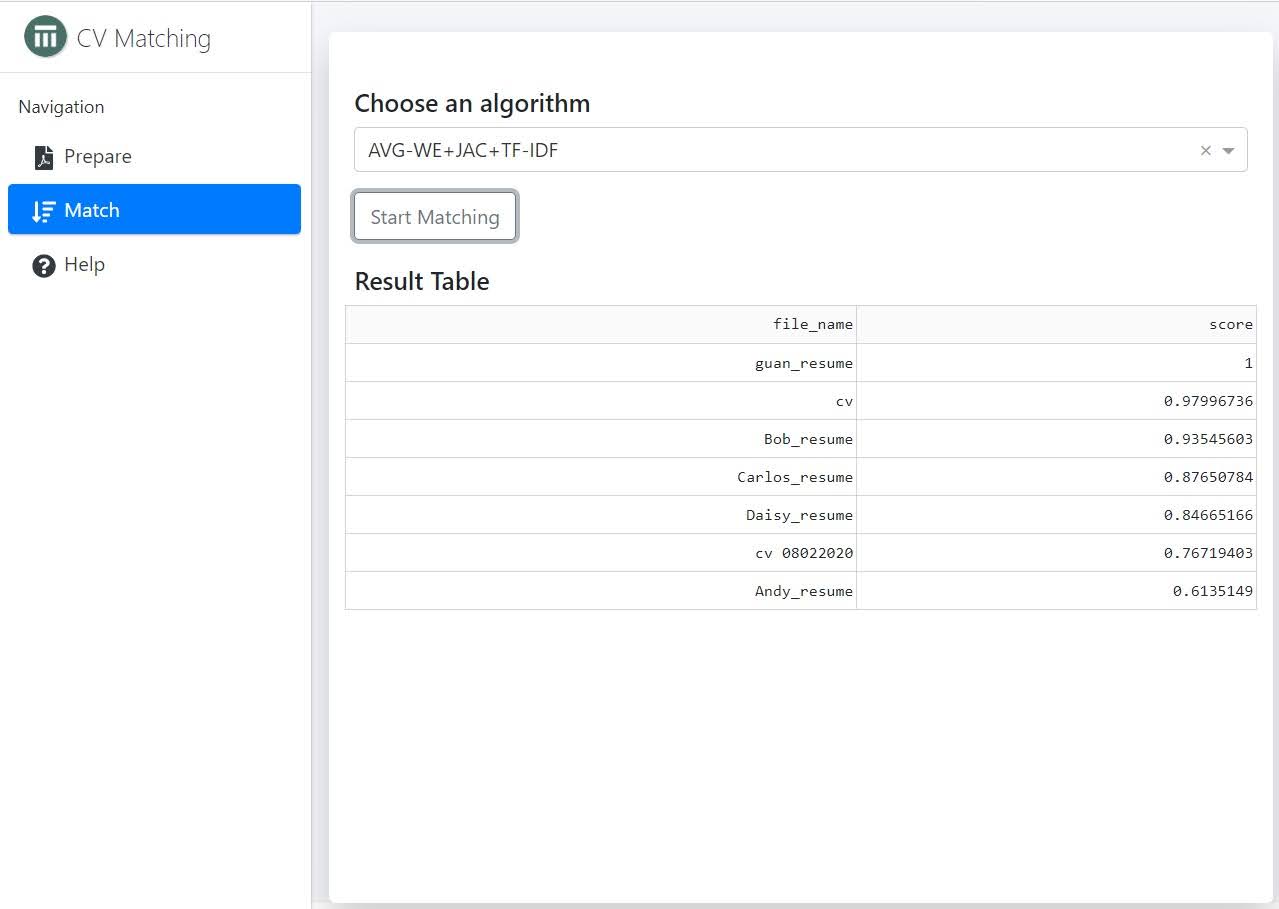 CV Matching
Navigation
Prepare
Match
Help
Choose an algorithm
AVG-WE+JAC+TF-IDF
Start Matching
Result Table
file_name score
guan_resume 1
cv 0.97996736
Bob_resume 0.93545603
Carlos_resume 0.87650784
Daisy_resume 0.84665166
cv 08022020 0.76719403
Andy_resume 0.6135149